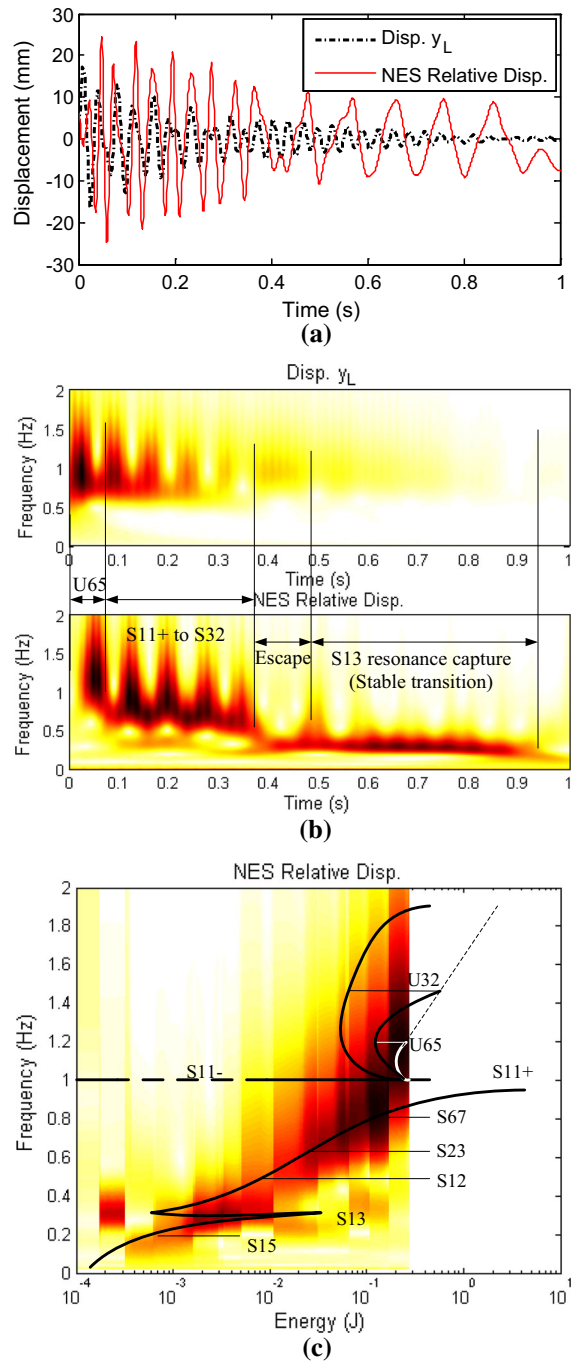 30
20
10
0
-10
-20
30
Displacement (mm)
Disp. yL
NES Relative Disp.
0 0.2 0.4 0.6 0.8 1
Time (s)
(a)
Disp. yL
2
1.5
1
0.5
0
Frequency (Hz)
0 0.1 0.2 0.3 0.4 0.5 0.6 0.7 0.8 0.9 1
Time (s)
U65
NES Relative Disp.
S11+ to S32
Escape
S13 resonance capture
(Stable transition)
2
1.5
1
0.5
0
Frequency (Hz)
0 0.1 0.2 0.3 0.4 0.5 0.6 0.7 0.8 0.9 1
Time (s)
(b)
NES Relative Disp.
2
1.8
1.6
1.4
1.2
1
0.8
0.6
0.4
0.2
0
Frequency (Hz)
U32
U65
S11-
S11+
S67
S23
S12
S13
S15
10-4 10-3 10-2 10-1 100 101
Energy (J)
(c)